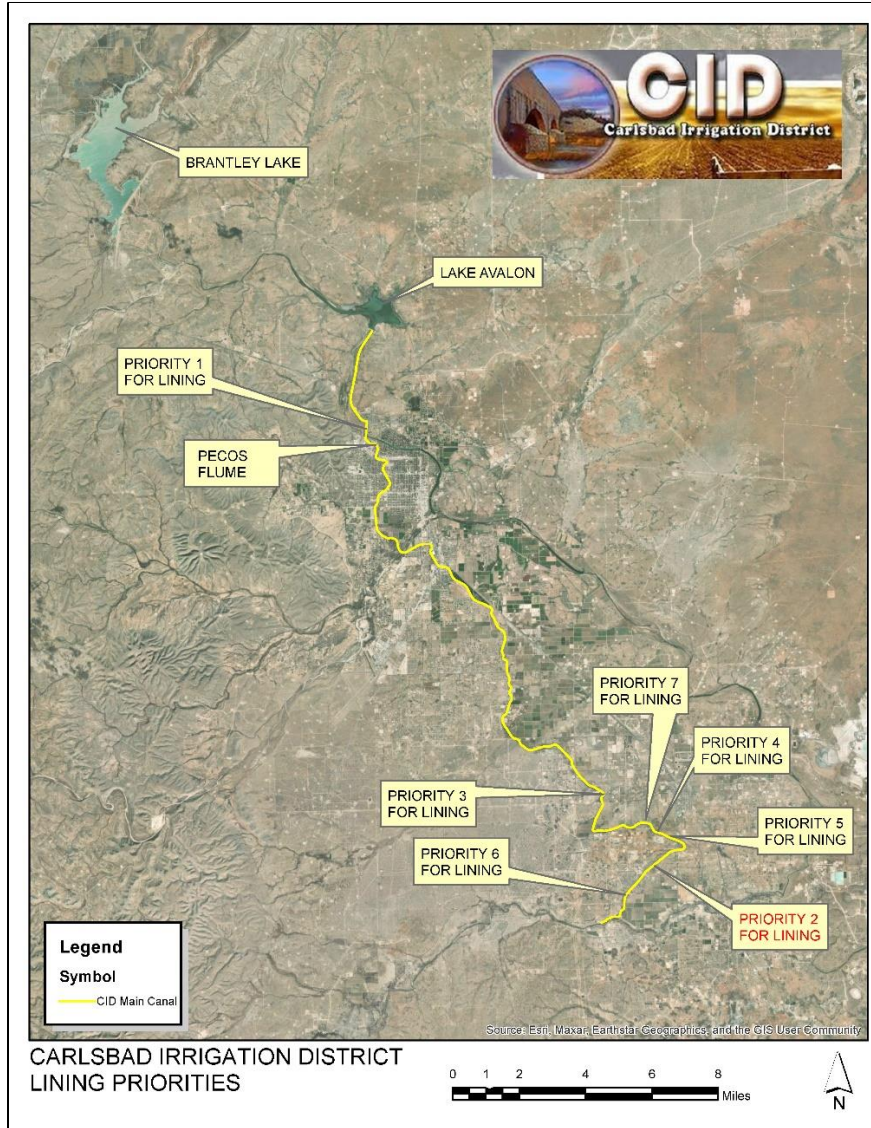 CID
Carlsbad Irrigation District
BRANTLEY LAKE
LAKE AVALON
PRIORITY 1
FOR LINING
PECOS
FLUME
PRIORITY 7
FOR LINING
PRIORITY 4
FOR LINING
PRIORITY 3
FOR LINING
PRIORITY 5
FOR LINING
PRIORITY 6
FOR LINING
PRIORITY 2
FOR LINING
Legend
Symbol
CID Main Canal
Source: Esri, Maxar, Earthstar Geographics, and the GIS User Community
CARLSBAD IRRIGATION DISTRICT
LINING PRIORITIES
0 1 2 4 6 8
Miles
N